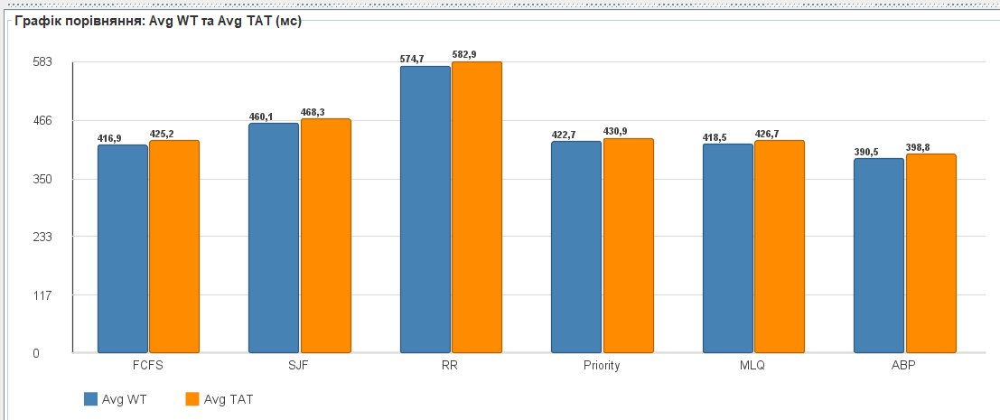 Графік порівняння: Avg WT та Avg TAT (мс)
583
574,7
582,9
466
460,1
468,3
416,9
425,2
422,7
430,9
418,5
426,7
390,5
398,8
350
233
117
0
FCFS
SJF
RR
Priority
MLQ
ABP
Avg WT
Avg TAT